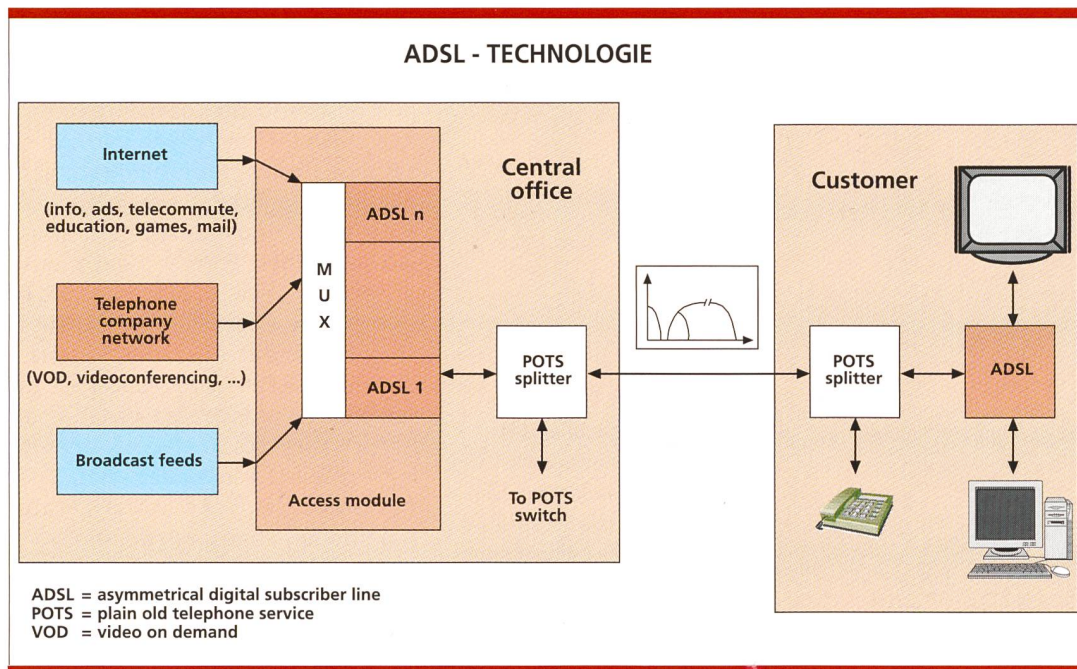 ADSL - TECHNOLOGIE
Internet
(info, ads, telecommute,
education, games, mail)
Telephone
company
network
(VOD, videoconferencing, ...)
Broadcast feeds
M
U
X
ADSL n
ADSL 1
Access module
Central
office
POTS
splitter
To POTS
switch
Customer
POTS
splitter
ADSL
ADSL = asymmetrical digital subscriber line
POTS = plain old telephone service
VOD = video on demand